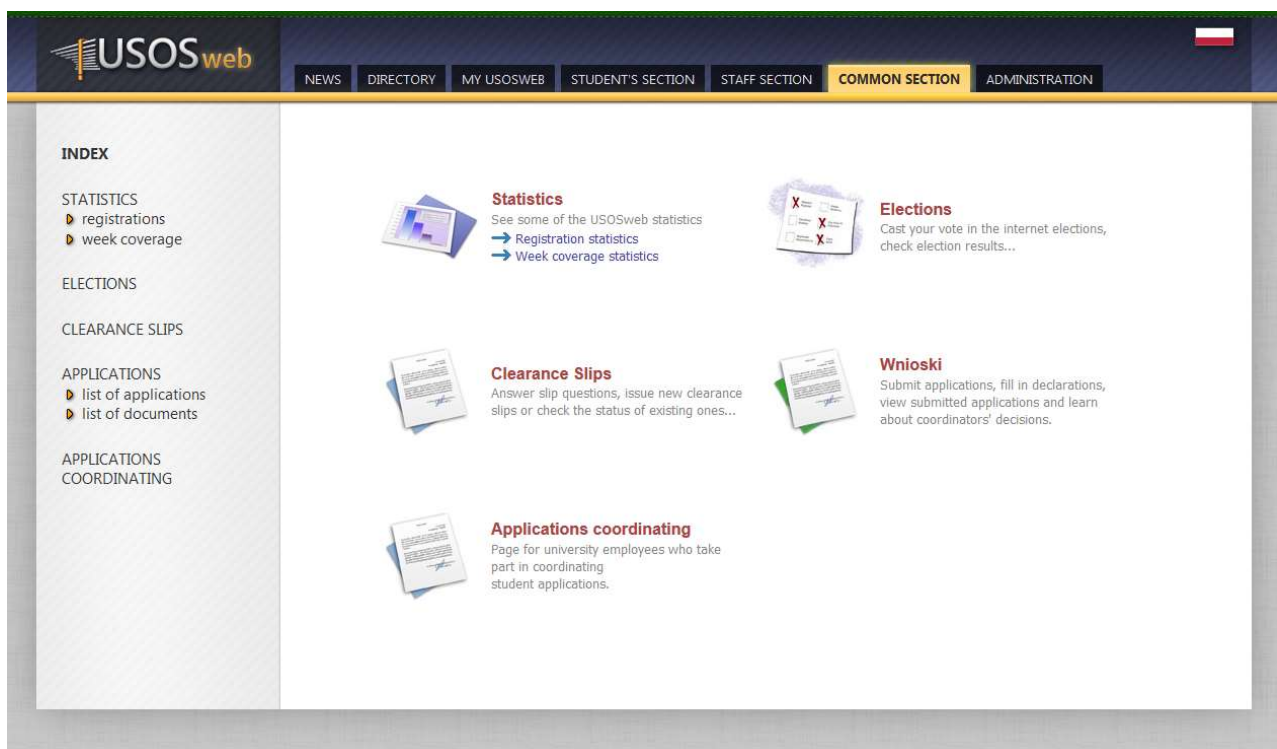 USOSweb
NEWS DIRECTORY MY USOSWEB STUDENT'S SECTION STAFF SECTION COMMON SECTION ADMINISTRATION
INDEX
STATISTICS
registrations
week coverage
ELECTIONS
CLEARANCE SLIPS
APPLICATIONS
list of applications
list of documents
APPLICATIONS
COORDINATING
Statistics
See some of the USOSweb statistics
Registration statistics
Week coverage statistics
Elections
Cast your vote in the internet elections,
check election results...
Clearance Slips
Answer slip questions, issue new clearance
slips or check the status of existing ones...
Wnioski
Submit applications, fill in declarations,
view submitted applications and learn
about coordinators' decisions.
Applications coordinating
Page for university employees who take
part in coordinating
student applications.